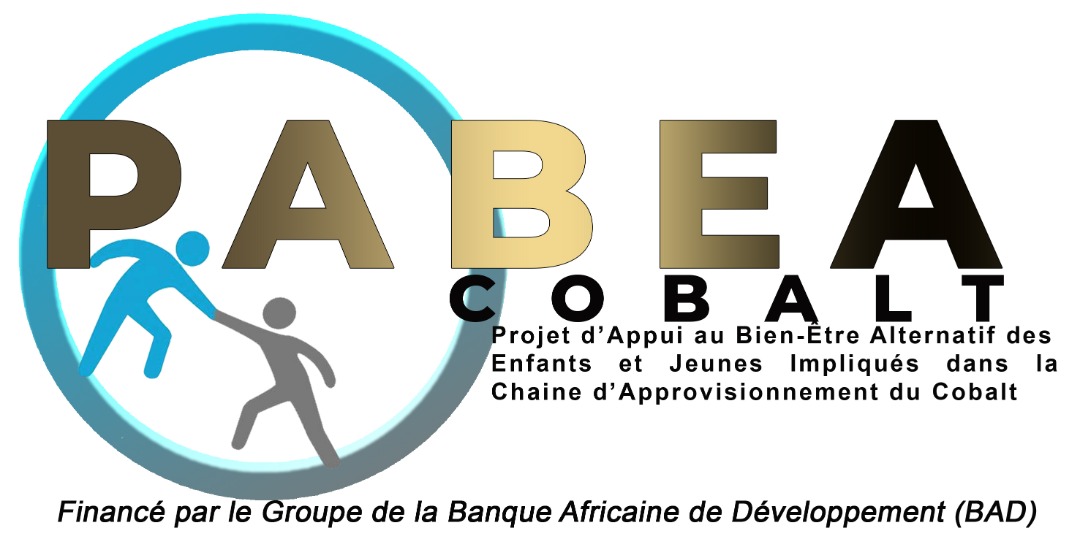 PABEA
COBALT
Projet d'Appui au Bien-Être Alternatif des
Enfants et Jeunes Impliqués dans la
Chaine d'Approvisionnement du Cobalt
Financé par le Groupe de la Banque Africaine de Développement (BAD)